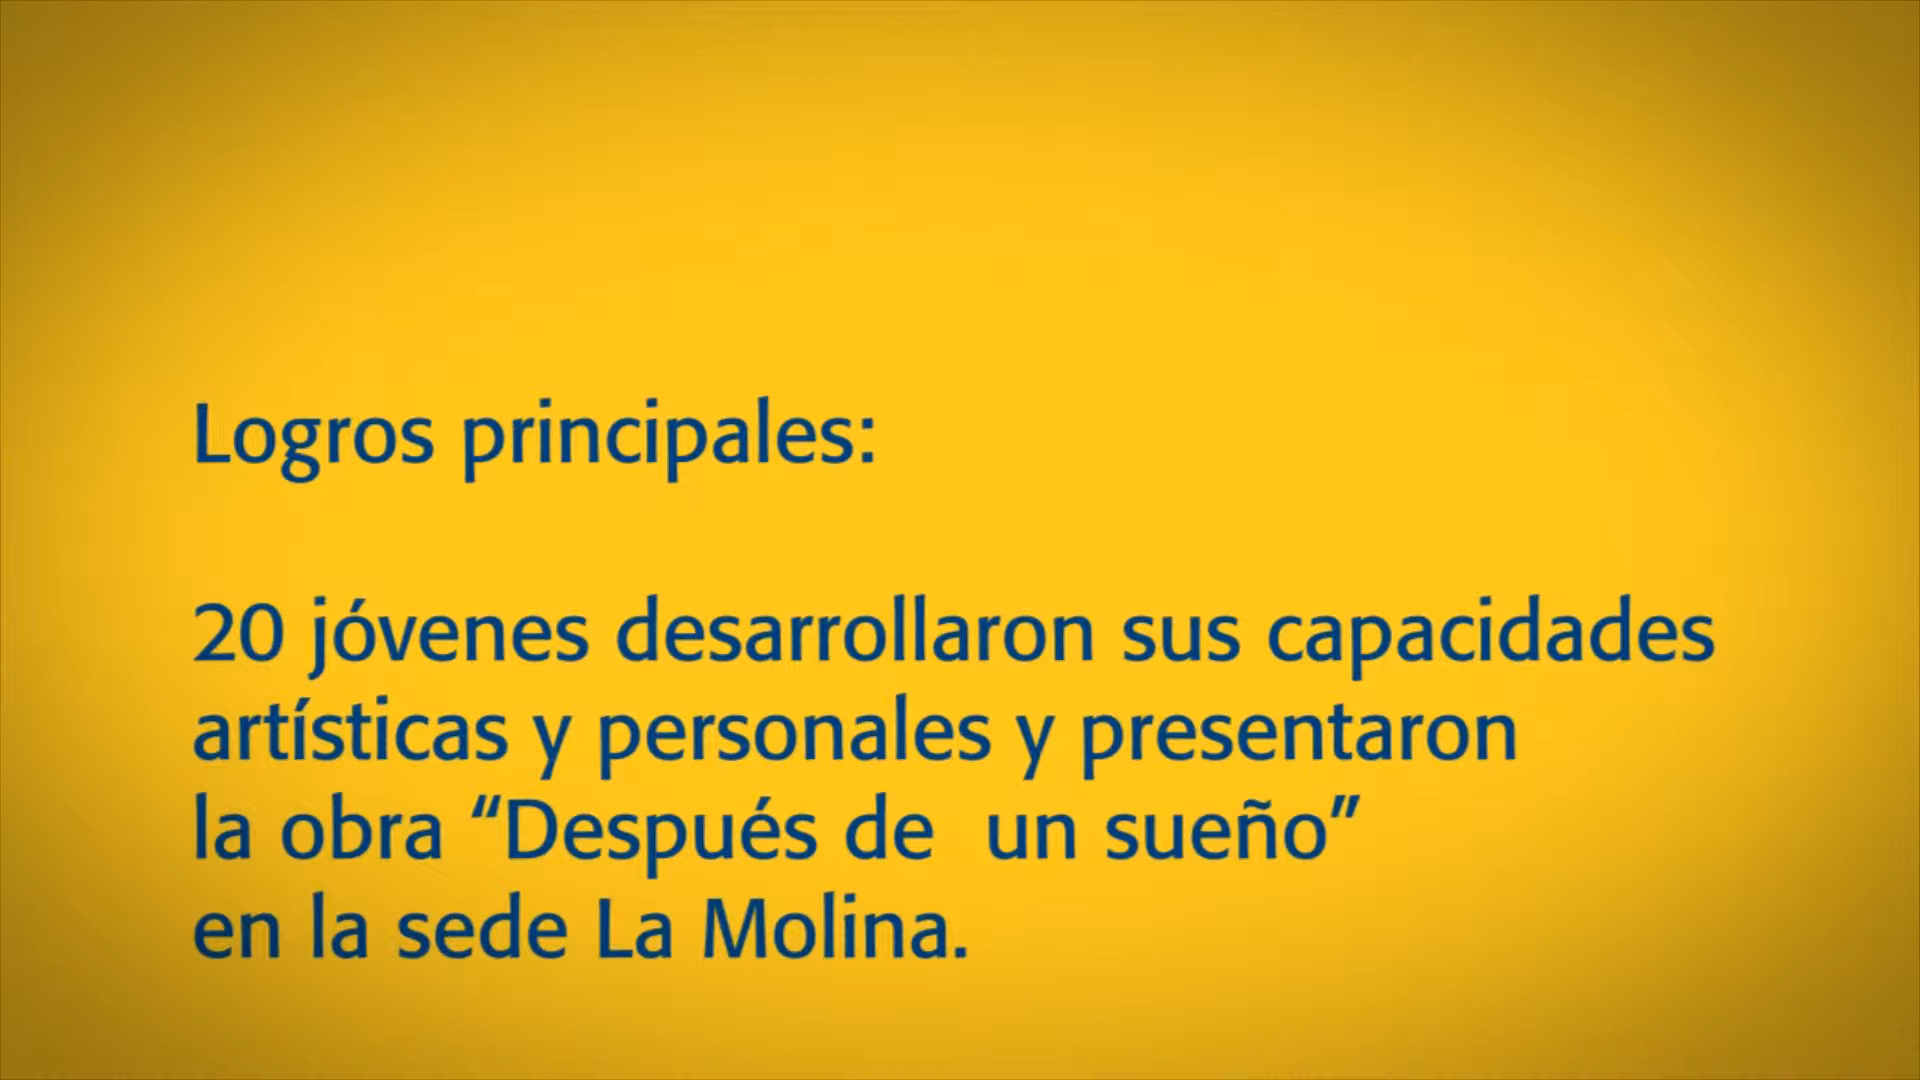 Logros principales:
20 jóvenes desarrollaron sus capacidades
artísticas y personales y presentaron
la obra “Después de  un sueño”
en la sede La Molina.